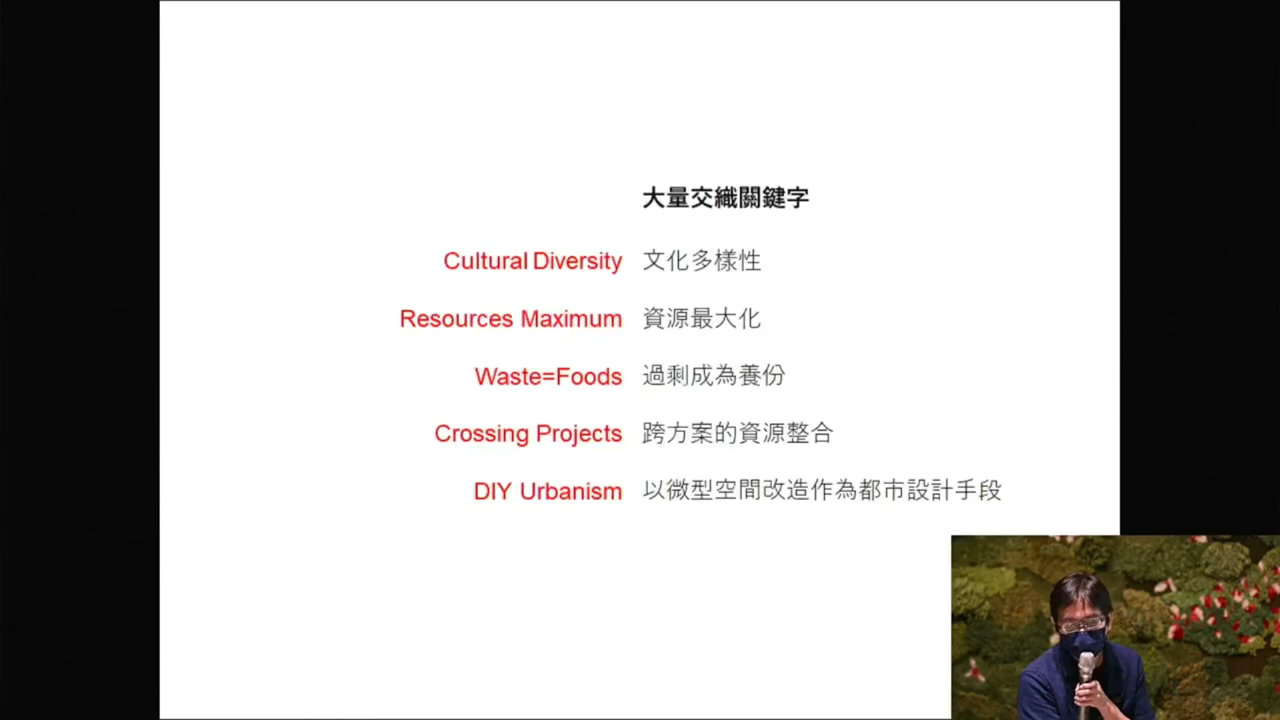 大量交織關鍵字
Cultural Diversity 文化多樣性
Resources Maximum 資源最大化
Waste=Foods 過剩成為養份
Crossing Projects 跨方案的資源整合
DIY Urbanism 以微型空間改造作為都市設計手段